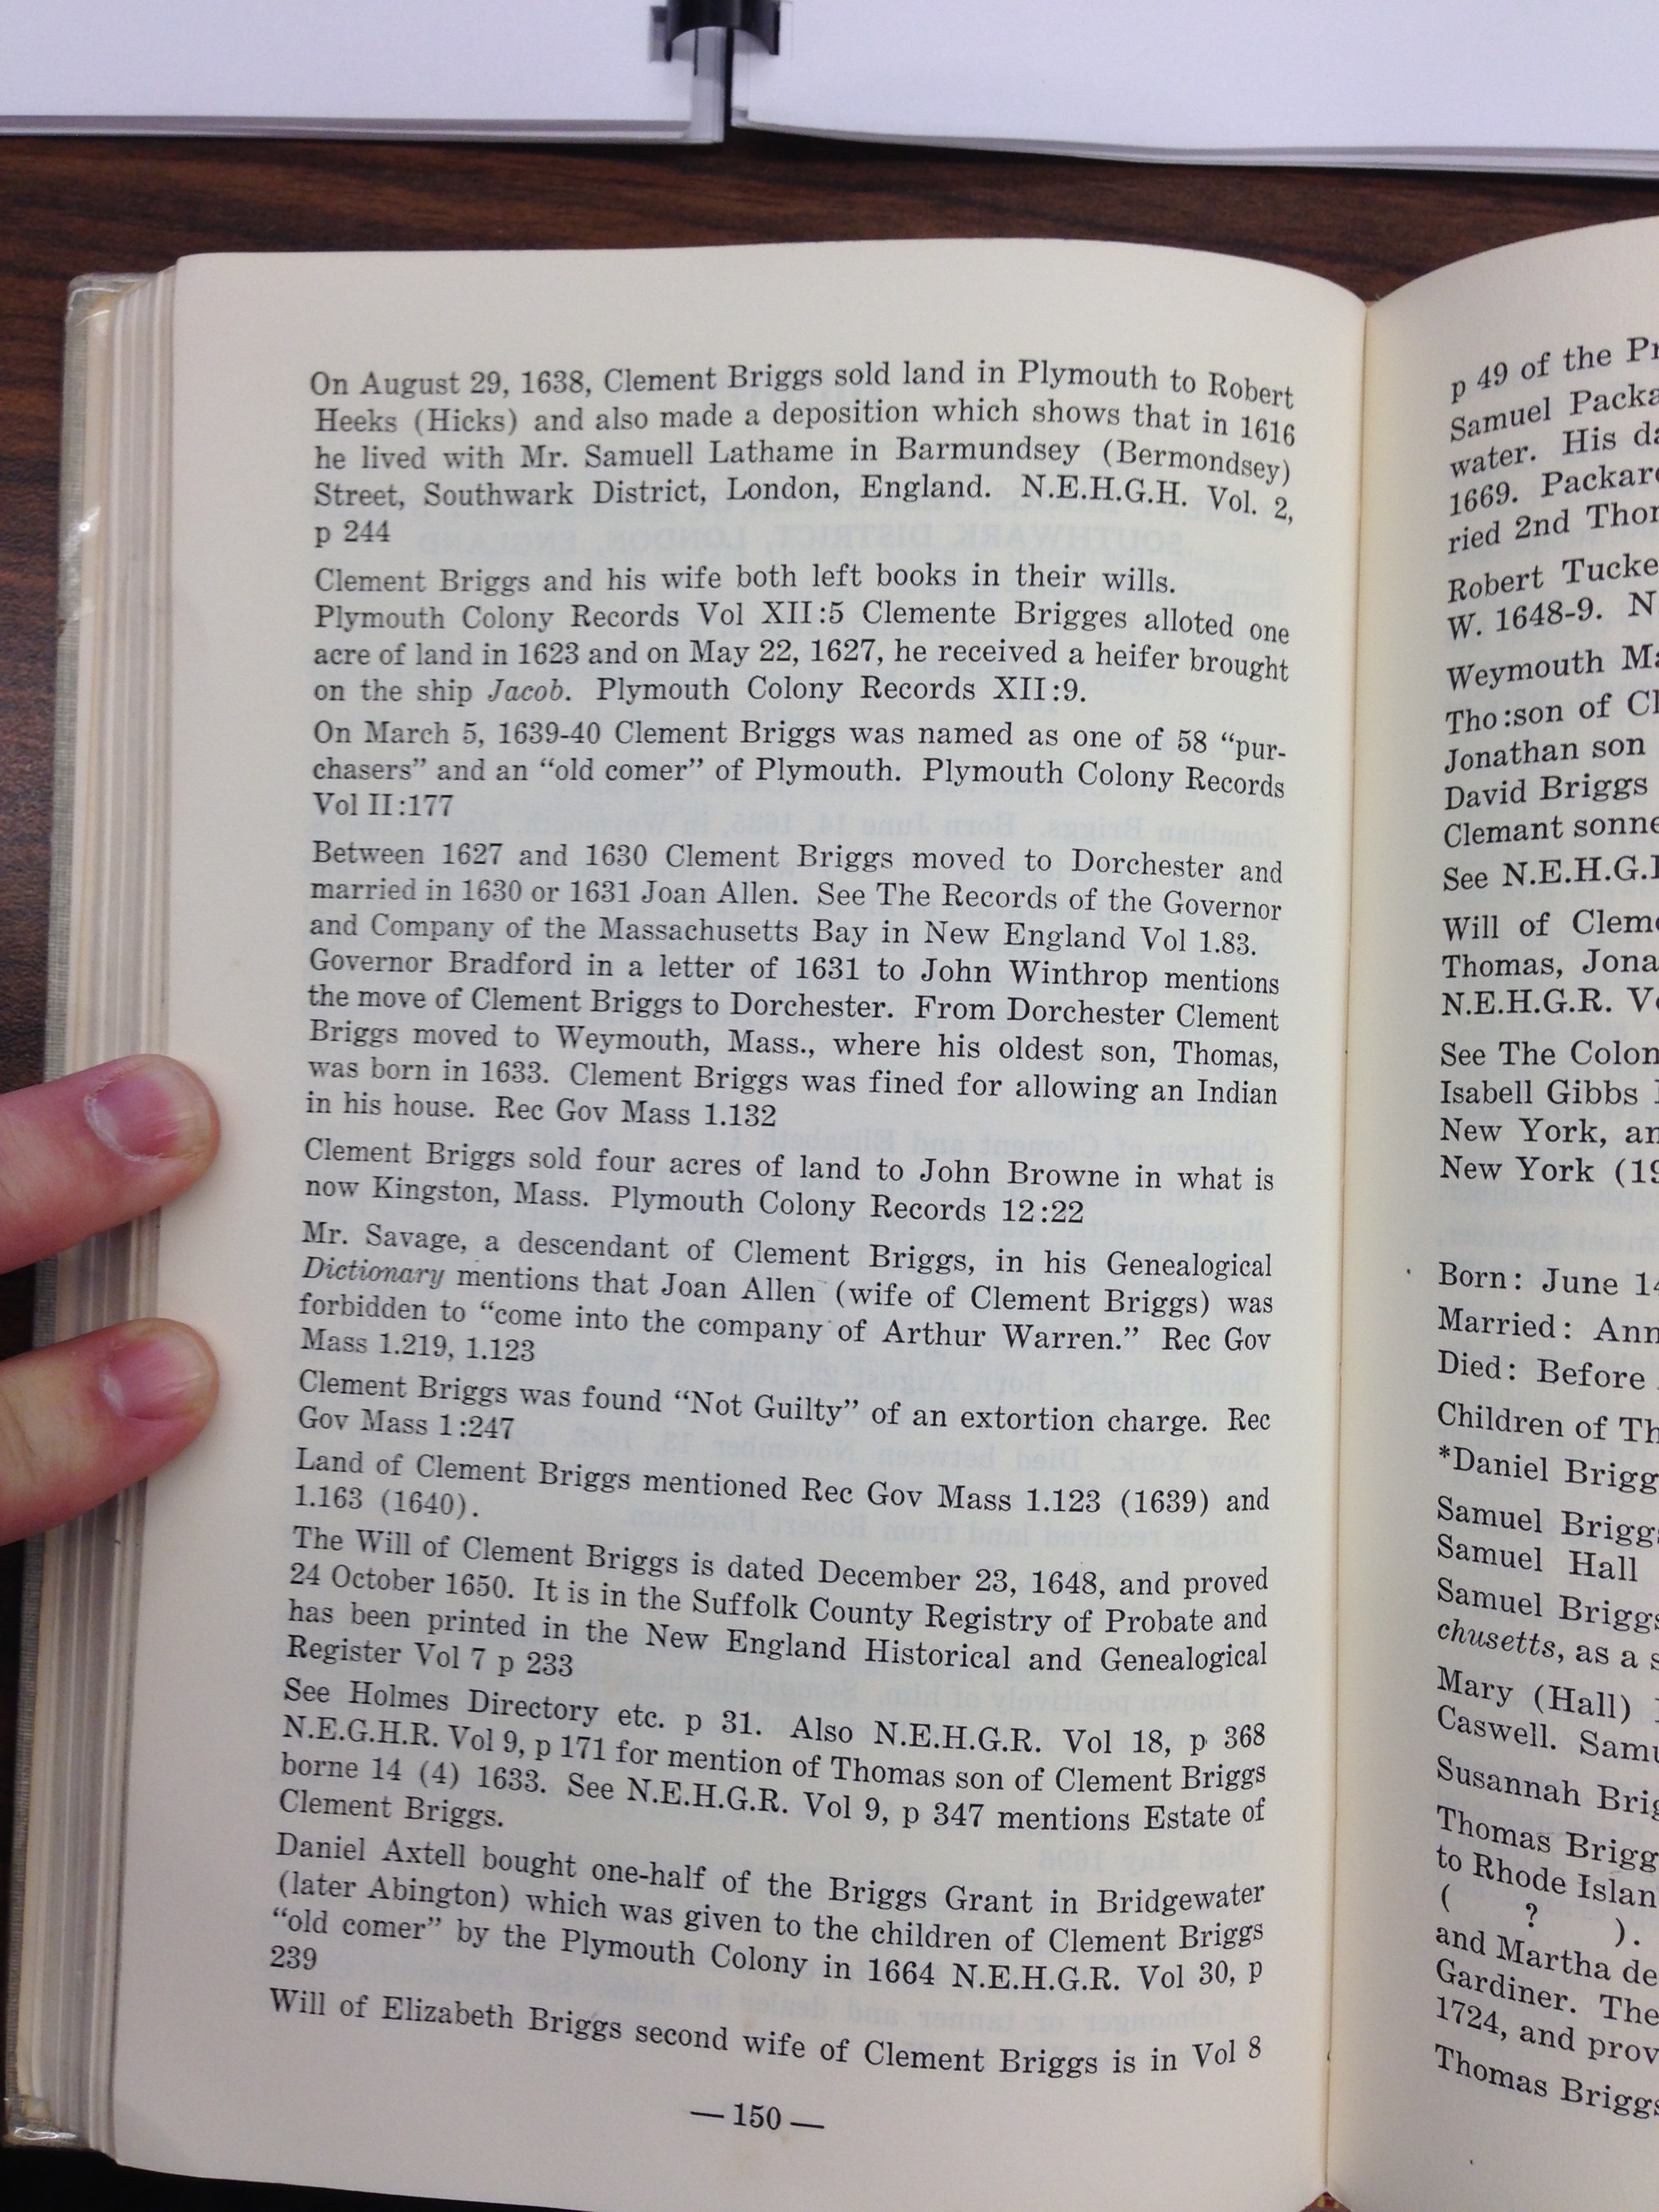 On August 29, 1638, Clement Briggs sold land in Plymouth to Robert
Heeks (Hicks) and also made a deposition which shows that in 1616
he lived with Mr. Samuell Lathame in Barmundsey (Bermondsey)
Street, Southwark District, London, England. N.E.H.G.H. Vol. 2,
p 244
Clement Briggs and his wife both left books in their wills.
Plymouth Colony Records Vol XII:5 Clemente Brigges alloted one
acre of land in 1623 and on May 22, 1627, he received a heifer brought
on the ship Jacob. Plymouth Colony Records XII:9.
On March 5, 1639-40 Clement Briggs was named as one of 58 “pur-
chasers” and an “old comer” of Plymouth. Plymouth Colony Records
Vol II:177
Between 1627 and 1630 Clement Briggs moved to Dorchester and
married in 1630 or 1631 Joan Allen. See The Records of the Governor
and Company of the Massachusetts Bay in New England Vol 1.83.
Governor Bradford in a letter of 1631 to John Winthrop mentions
the move of Clement Briggs to Dorchester. From Dorchester Clement
Briggs moved to Weymouth, Mass., where his oldest son, Thomas,
was born in 1633. Clement Briggs was fined for allowing an Indian
in his house. Rec Gov Mass 1.132
Clement Briggs sold four acres of land to John Browne in what is
now Kingston, Mass. Plymouth Colony Records 12:22
Mr. Savage, a descendant of Clement Briggs, in his Genealogical
Dictionary mentions that Joan Allen (wife of Clement Briggs) was
forbidden to “come into the company of Arthur Warren.” Rec Gov
Mass 1.219, 1.123
Clement Briggs was found “Not Guilty” of an extortion charge. Rec
Gov Mass 1:247
Land of Clement Briggs mentioned Rec Gov Mass 1.123 (1639) and
1.163 (1640).
The Will of Clement Briggs is dated December 23, 1648, and proved
24 October 1650. It is in the Suffolk County Registry of Probate and
has been printed in the New England Historical and Genealogical
Register Vol 7 p 233
See Holmes Directory etc. p 31. Also N.E.H.G.R. Vol 18, p 368
N.E.G.H.R. Vol 9, p 171 for mention of Thomas son of Clement Briggs
borne 14 (4) 1633. See N.E.H.G.R. Vol 9, p 347 mentions Estate of
Clement Briggs.
Daniel Axtell bought one-half of the Briggs Grant in Bridgewater
(later Abington) which was given to the children of Clement Briggs
“old comer” by the Plymouth Colony in 1664 N.E.H.G.R. Vol 30, p
239
Will of Elizabeth Briggs second wife of Clement Briggs is in Vol 8
— 150 —
p 49 of the
Samuel
water. His
1669.
ried 2nd
Robert
W. 1648-9.
Weymouth
Tho:son of
Jonathan son
David Briggs
Clemant
See
Will of
Thomas,
N.E.H.G.R.
See The
Isabell Gibbs
New York,
New York
Born: June
Married:
Died: Before
Children of
*Daniel
Samuel
Samuel Hall
Samuel
chusetts, as a
Mary (Hall)
Caswell.
Susannah
Thomas
to Rhode
( ? ).
and Martha
Gardiner.
1724, and
Thomas